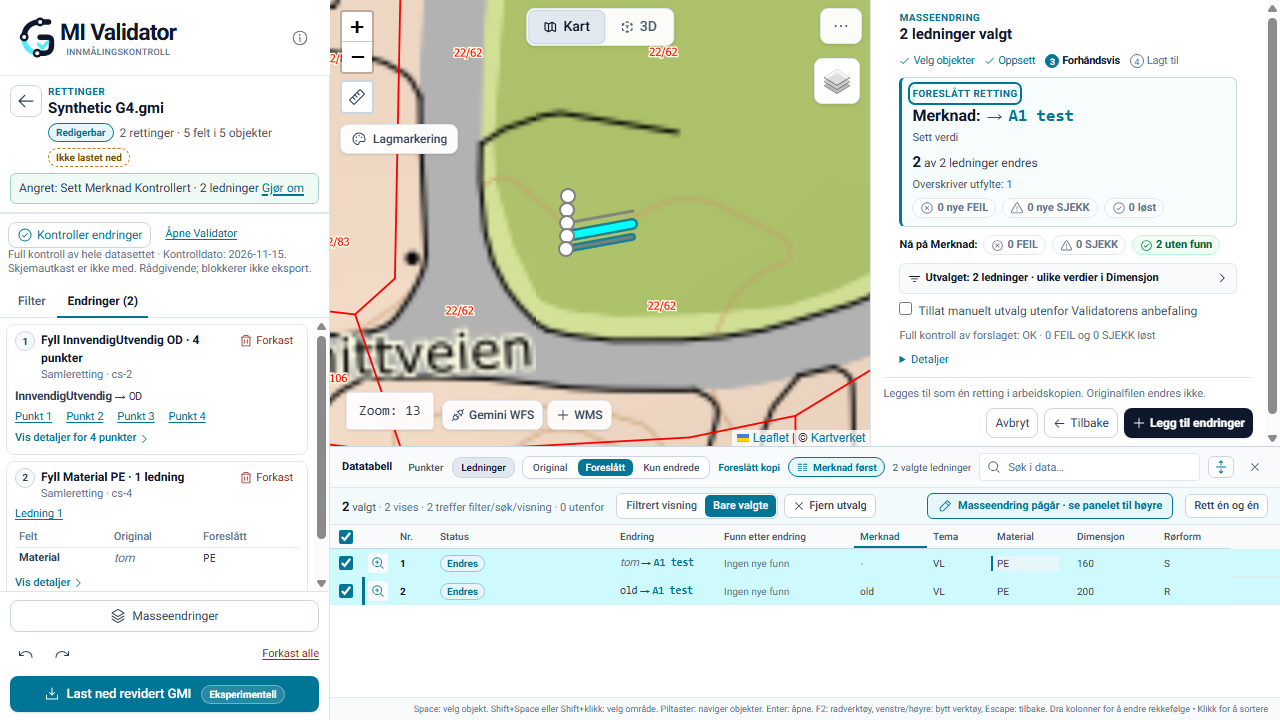 MI Validator
INNMÅLINGSKONTROLL
RETTINGER
Synthetic G4.gmi
Redigerbar 2 rettinger · 5 felt i 5 objekter
Ikke lastet ned
Angret: Sett Merknad Kontrollert · 2 ledninger Gjør om
Kontroller endringer Åpne Validator
Full kontroll av hele datasettet · Kontrolldato: 2026-11-15.
Skjemautkast er ikke med. Rådgivende; blokkerer ikke eksport.
Filter Endringer (2)
1 Fyll InnvendigUtvendig OD · 4 punkter Forkast
Samleretting · cs-2
InnvendigUtvendig → OD
Punkt 1 Punkt 2 Punkt 3 Punkt 4
Vis detaljer for 4 punkter
2 Fyll Material PE · 1 ledning Forkast
Samleretting · cs-4
Ledning 1
Felt Original Foreslått
Material tom PE
Vis detaljer
Masseendringer
Forkast alle
Last ned revidert GMI Eksperimentell
+
−
Kart 3D
...
Lagmarkering
22/62
22/62
2/83
22/62
22/62
106
ittveien
Zoom: 13
Gemini WFS
+ WMS
Leaflet | © Kartverket
MASSEENDRING
2 ledninger valgt
Velg objekter Oppsett 3 Forhåndsvis 4 Lagt til
FORESLÅTT RETTING
Merknad: → A1 test
Sett verdi
2 av 2 ledninger endres
Overskriver utfylte: 1
0 nye FEIL 0 nye SJEKK 0 løst
Nå på Merknad: 0 FEIL 0 SJEKK 2 uten funn
Utvalget: 2 ledninger · ulike verdier i Dimensjon
Tillat manuelt utvalg utenfor Validatorens anbefaling
Full kontroll av forslaget: OK · 0 FEIL og 0 SJEKK løst
Detaljer
Legges til som én retting i arbeidskopien. Originalfilen endres ikke.
Avbryt ← Tilbake + Legg til endringer
Datatabell Punkter Ledninger Original Foreslått Kun endrede Foreslått kopi Merknad først 2 valgte ledninger Søk i data…
2 valgt · 2 vises · 2 treffer filter/søk/visning · 0 utenfor Filtrert visning Bare valgte Fjern utvalg Masseendring pågår · se panelet til høyre Rett én og én
Nr. Status Endring Funn etter endring Merknad Tema Material Dimensjon Rørform
1 Endres tom → A1 test Ingen nye funn · VL PE 160 S
2 Endres old → A1 test Ingen nye funn old VL PE 200 R
Space: velg objekt. Shift+Space eller Shift+klikk: velg område. Piltaster: naviger objekter. Enter: åpne. F2: radverktøy, venstre/høyre: bytt verktøy, Escape: tilbake. Dra kolonner for å endre rekkefølge • Klikk for å sortere